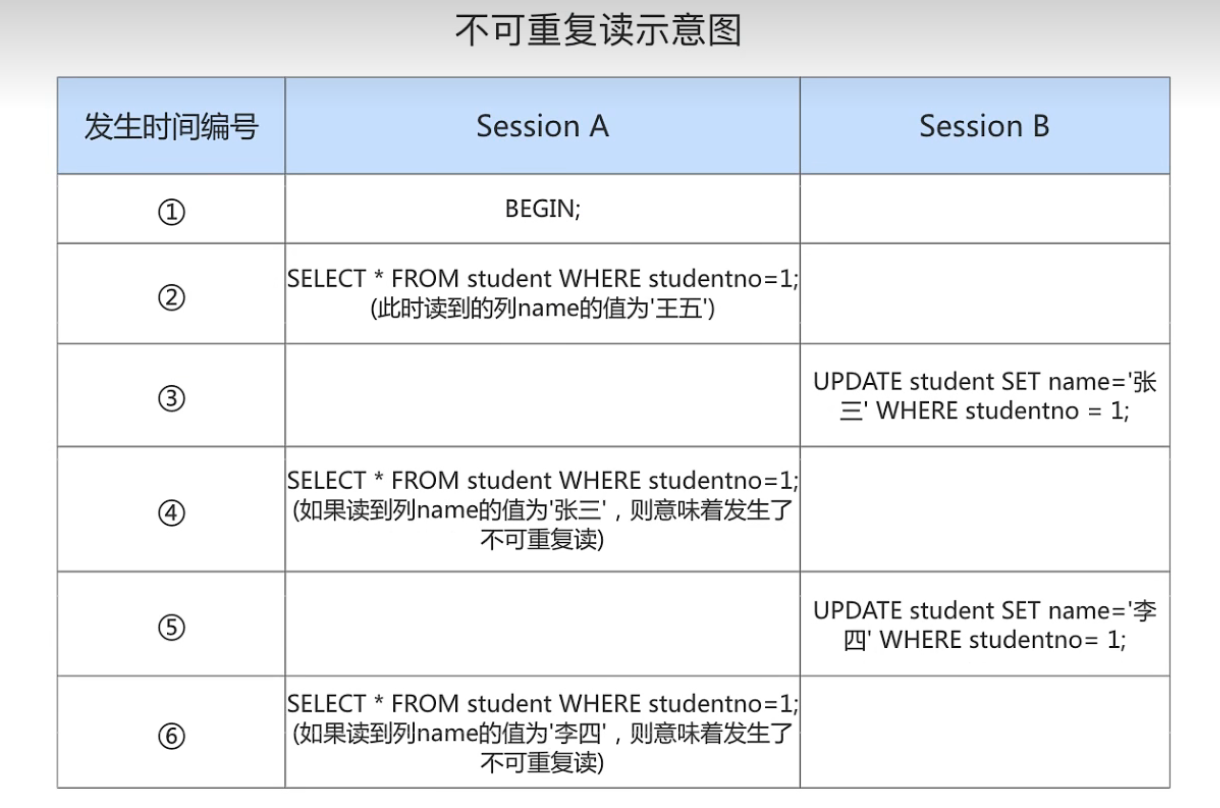 不可重复读示意图
发生时间编号
Session A
Session B
①
BEGIN;
②
SELECT * FROM student WHERE studentno=1;
(此时读到的列name的值为'王五')
③
UPDATE student SET name='张
三' WHERE studentno = 1;
④
SELECT * FROM student WHERE studentno=1;
(如果读到列name的值为'张三'，则意味着发生了
不可重复读)
⑤
UPDATE student SET name='李
四' WHERE studentno= 1;
⑥
SELECT * FROM student WHERE studentno=1;
(如果读到列name的值为'李四'，则意味着发生了
不可重复读)